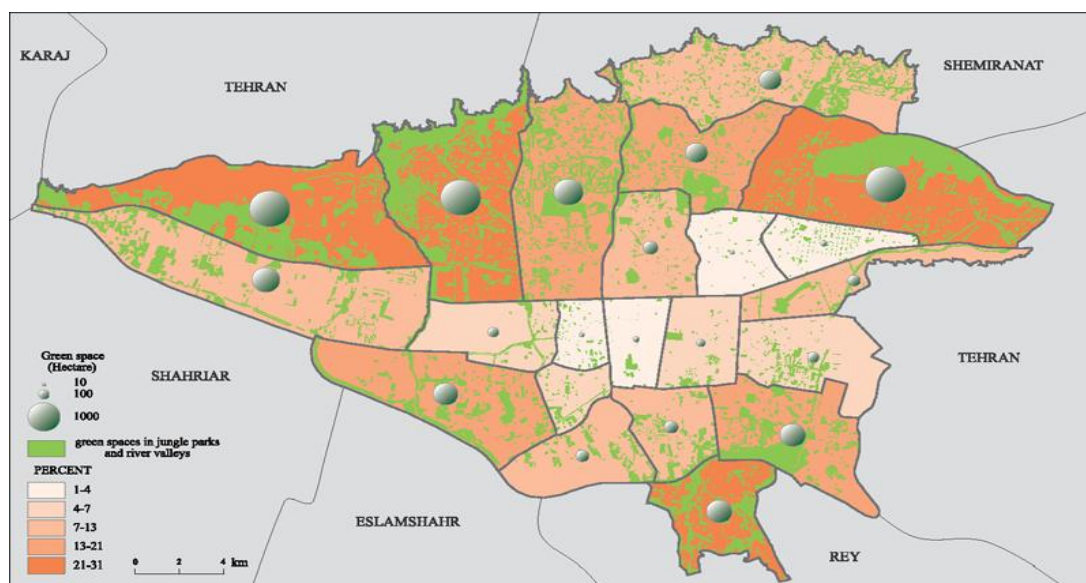 KARAJ
TEHRAN
SHEMIRANAT
TEHRAN
SHAHRIAR
ESLAMSHAHR
REY
Green space
(Hectare)
10
100
1000
green spaces in jungle parks
and river valleys
PERCENT
1-4
4-7
7-13
13-21
21-31
0 2 4 km